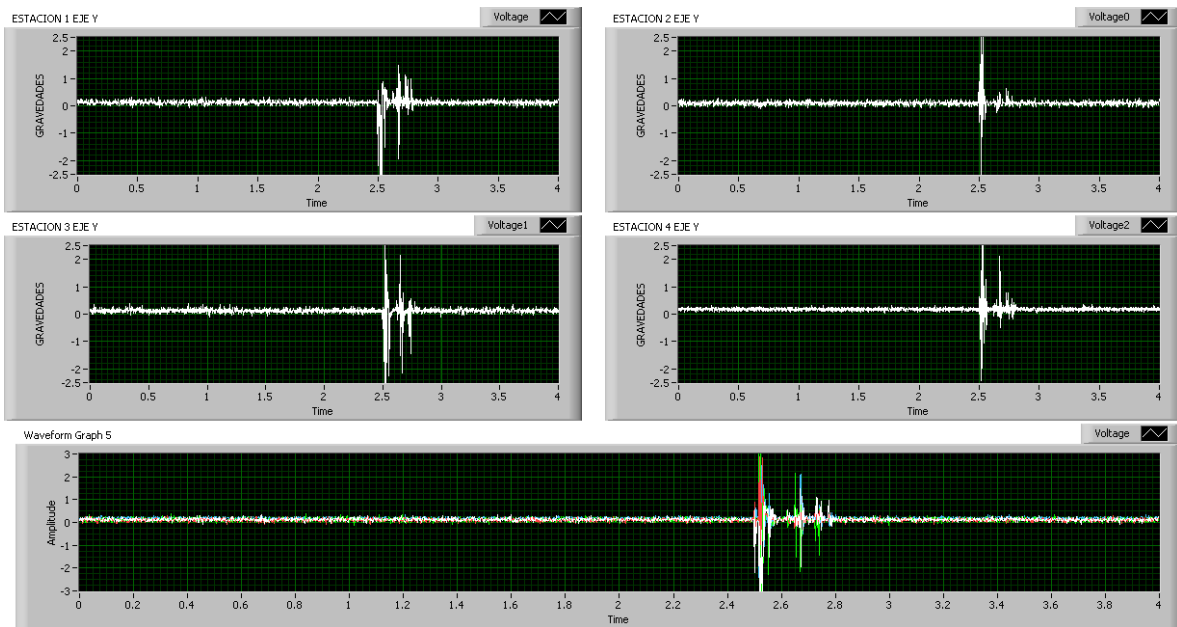 ESTACION 1 EJE Y
Voltage
GRAVEDADES
2.5
2
1
0
-1
-2
-2.5
0 0.5 1 1.5 2 2.5 3 3.5 4
Time
ESTACION 2 EJE Y
Voltage0
GRAVEDADES
2.5
2
1
0
-1
-2
-2.5
0 0.5 1 1.5 2 2.5 3 3.5 4
Time
ESTACION 3 EJE Y
Voltage1
GRAVEDADES
2.5
2
1
0
-1
-2
-2.5
0 0.5 1 1.5 2 2.5 3 3.5 4
Time
ESTACION 4 EJE Y
Voltage2
GRAVEDADES
2.5
2
1
0
-1
-2
-2.5
0 0.5 1 1.5 2 2.5 3 3.5 4
Time
Waveform Graph 5
Voltage
Amplitude
3
2
1
0
-1
-2
-3
0 0.2 0.4 0.6 0.8 1 1.2 1.4 1.6 1.8 2 2.2 2.4 2.6 2.8 3 3.2 3.4 3.6 3.8 4
Time